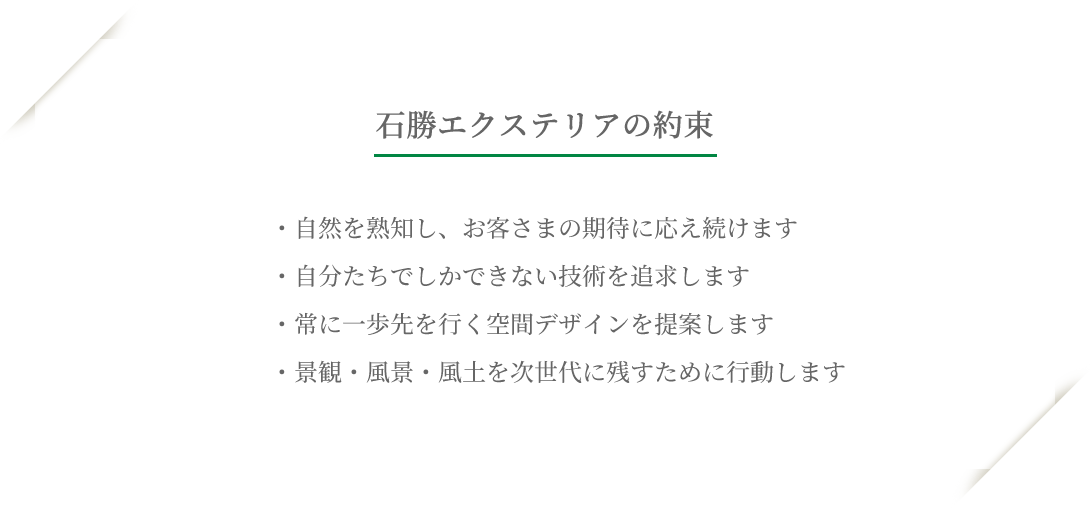 石勝エクステリアの約束
・自然を熟知し、お客さまの期待に応え続けます
・自分たちでしかできない技術を追求します
・常に一歩先を行く空間デザインを提案します
・景観・風景・風土を次世代に残すために行動します